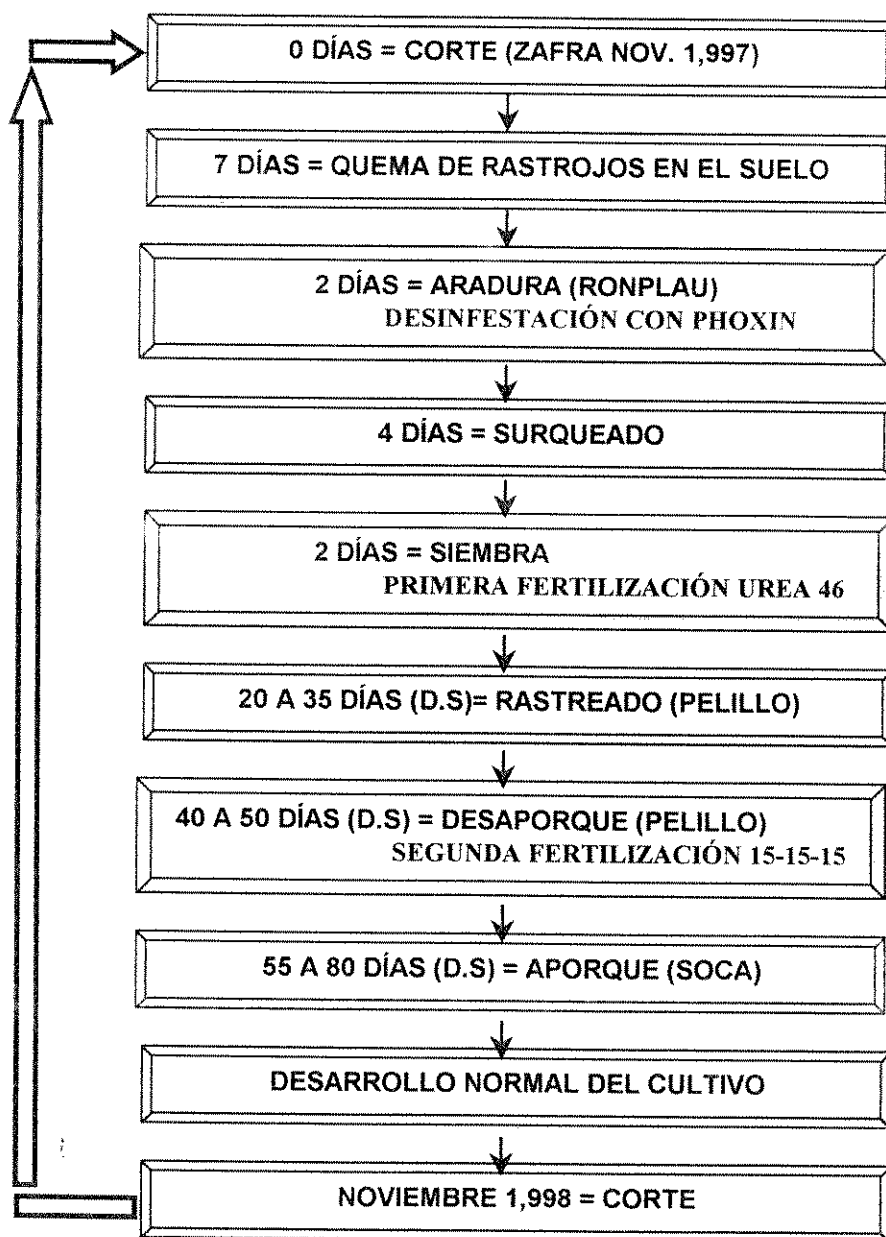 0 DÍAS = CORTE (ZAFRA NOV. 1,997)
7 DÍAS = QUEMA DE RASTROJOS EN EL SUELO
2 DÍAS = ARADURA (RONPLAU)
DESINFESTACIÓN CON PHOXIN
4 DÍAS = SURQUEADO
2 DÍAS = SIEMBRA
PRIMERA FERTILIZACIÓN UREA 46
20 A 35 DÍAS (D.S)= RASTREADO (PELILLO)
40 A 50 DÍAS (D.S) = DESAPORQUE (PELILLO)
SEGUNDA FERTILIZACIÓN 15-15-15
55 A 80 DÍAS (D.S) = APORQUE (SOCA)
DESARROLLO NORMAL DEL CULTIVO
NOVIEMBRE 1,998 = CORTE